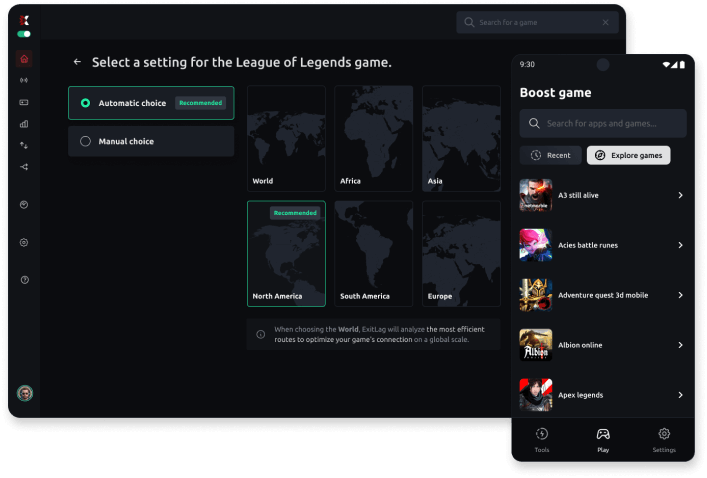 Search for a game
Select a setting for the League of Legends game.
Automatic choice
Recommended
Manual choice
World
Africa
Asia
Recommended
North America
South America
Europe
When choosing the World, ExitLag will analyze the most efficient
routes to optimize your game's connection on a global scale.
9:30
Boost game
Search for apps and games...
Recent
Explore games
A3 still alive
Acies battle runes
Adventure quest 3d mobile
Albion
Albion online
Apex legends
Tools
Play
Settings